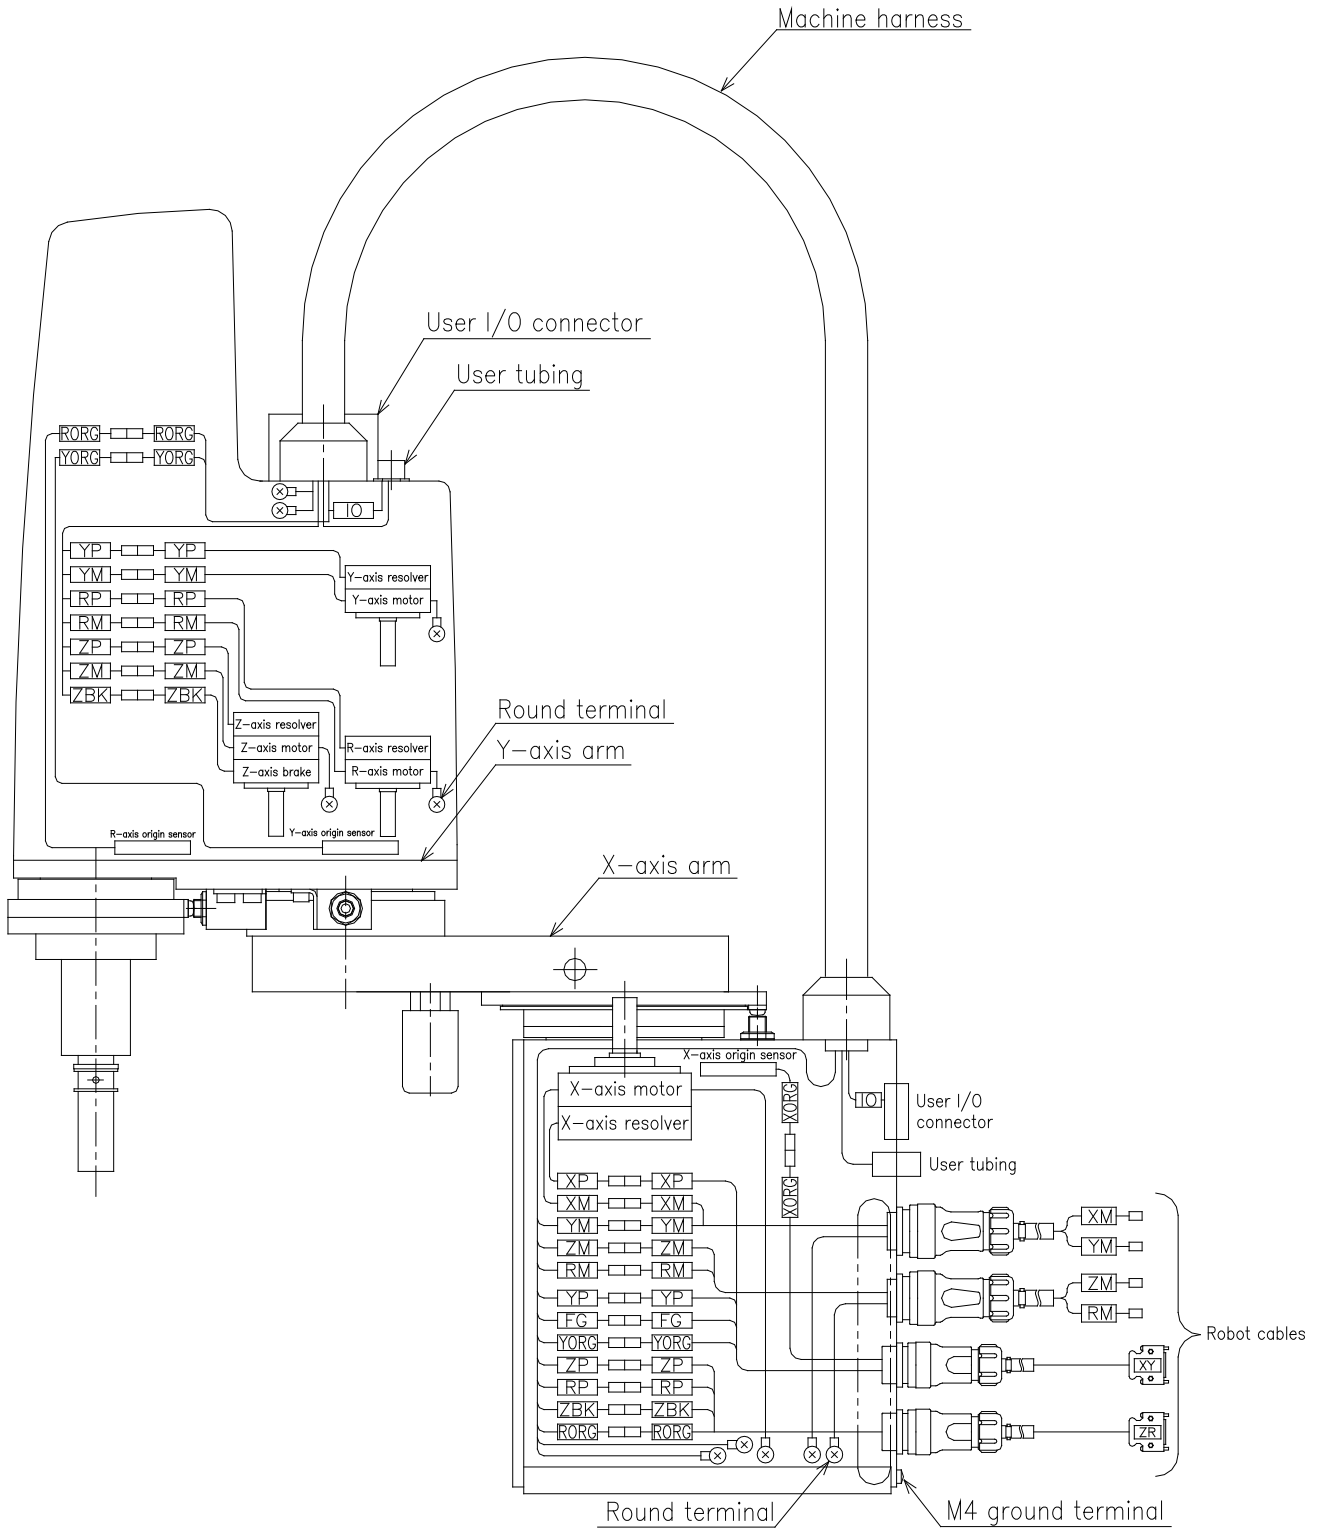 Machine harness
User I/O connector
User tubing
RORG RORG
YORG YORG
IO
YP YP
YM YM
RP RP
RM RM
ZP ZP
ZM ZM
ZBK ZBK
Y-axis resolver
Y-axis motor
Z-axis resolver
Z-axis motor
Z-axis brake
R-axis resolver
R-axis motor
Round terminal
Y-axis arm
R-axis origin sensor
Y-axis origin sensor
X-axis arm
X-axis origin sensor
X-axis motor
X-axis resolver
XORG
XORG
IO
User I/O
connector
User tubing
XP XP
XM XM
YM YM
ZM ZM
RM RM
YP YP
FG FG
YORG YORG
ZP ZP
RP RP
ZBK ZBK
RORG RORG
XM
YM
ZM
RM
XY
ZR
Robot cables
Round terminal
M4 ground terminal